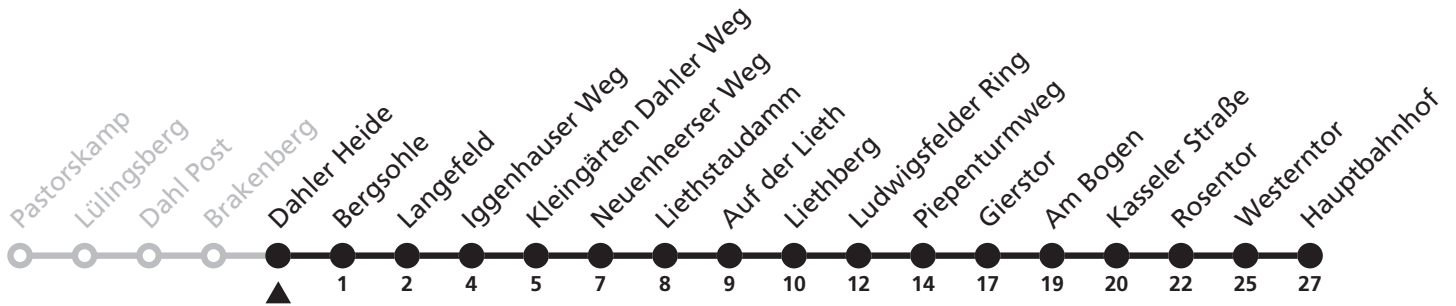 Pastorskamp
Lülingsberg
Dahl Post
Brakenberg
Dahler Heide
Bergsohle
Langefeld
Iggenhauser Weg
Kleingärten Dahler Weg
Neuenheerser Weg
Liethstaudamm
Auf der Lieth
Liethberg
Ludwigsfelder Ring
Piepenturmweg
Gierstor
Am Bogen
Kasseler Straße
Rosentor
Westerntor
Hauptbahnhof
1 2 4 5 7 8 9 10 12 14 17 19 20 22 25 27